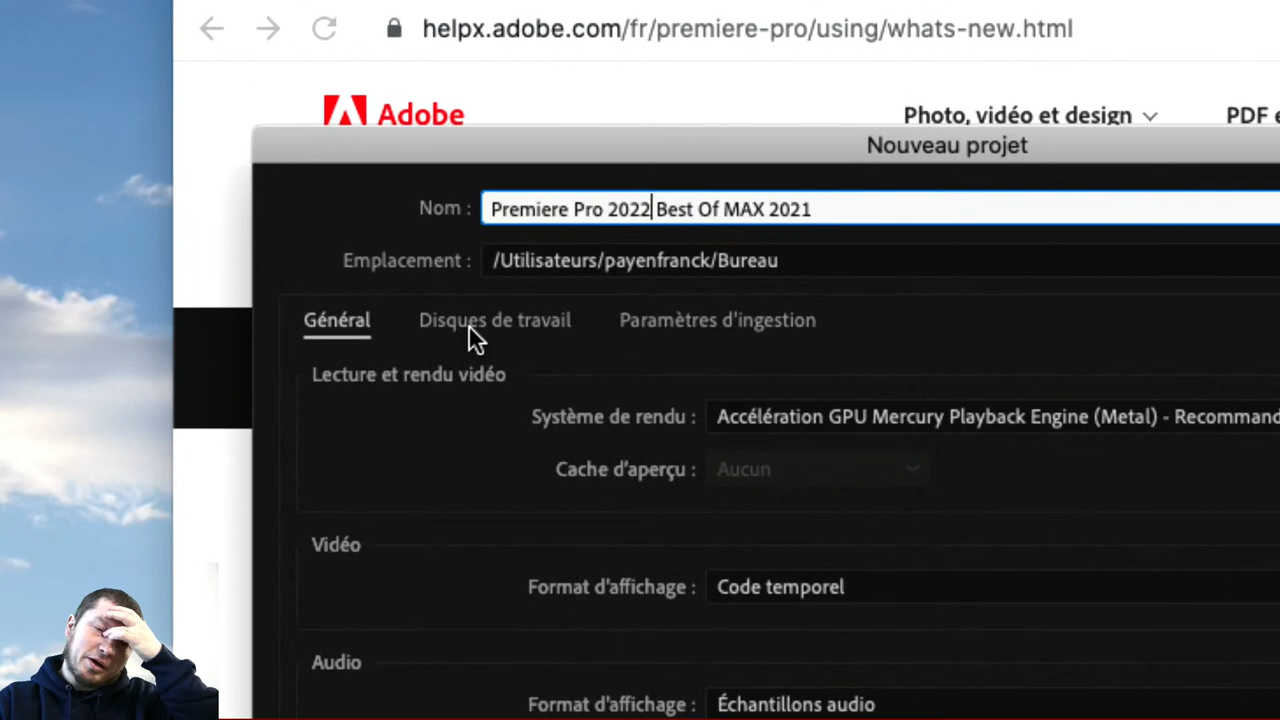 helpx.adobe.com/fr/premiere-pro/using/whats-new.html
Adobe
Photo, vidéo et design
PDF e
Nouveau projet
Nom : Premiere Pro 2022 Best Of MAX 2021
Emplacement : /Utilisateurs/payenfranck/Bureau
Général Disques de travail Paramètres d'ingestion
Lecture et rendu vidéo
Système de rendu : Accélération GPU Mercury Playback Engine (Metal) - Recommand
Cache d'aperçu : Aucun
Vidéo
Format d'affichage : Code temporel
Audio
Format d'affichage : Échantillons audio